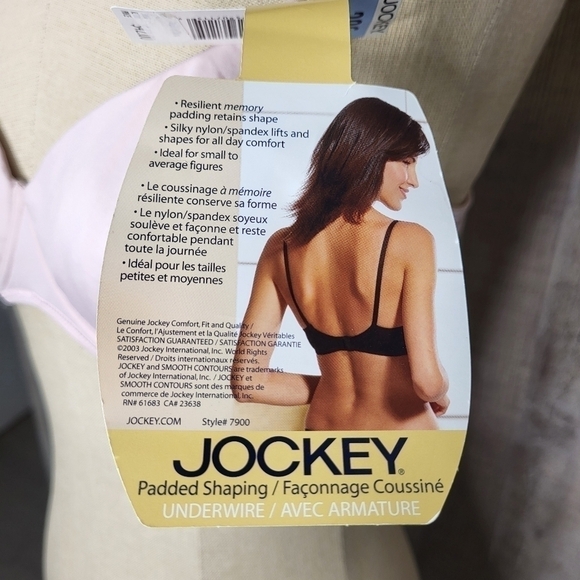 JOCKEY
• Resilient memory
padding retains shape
• Silky nylon/spandex lifts and
shapes for all day comfort
• Ideal for small to
average figures
• Le coussinage à mémoire
résiliente conserve sa forme
• Le nylon/spandex soyeux
soulève et façonne et reste
confortable pendant
toute la journée
• Idéal pour les tailles
petites et moyennes
Genuine Jockey Comfort, Fit and Quality
Le Confort, l'Ajustement et la Qualité Jockey Véritables
SATISFACTION GUARANTEED / SATISFACTION GARANTIE
©2003 Jockey International, Inc. World Rights
Reserved / Droits internationaux réservés.
JOCKEY and SMOOTH CONTOURS are trademarks
of Jockey International, Inc. / JOCKEY et
SMOOTH CONTOURS sont des marques de
commerce de Jockey International, Inc.
RN# 61683 CA# 23638
JOCKEY.COM Style# 7900
JOCKEY®
Padded Shaping / Façonnage Coussiné
UNDERWIRE / AVEC ARMATURE